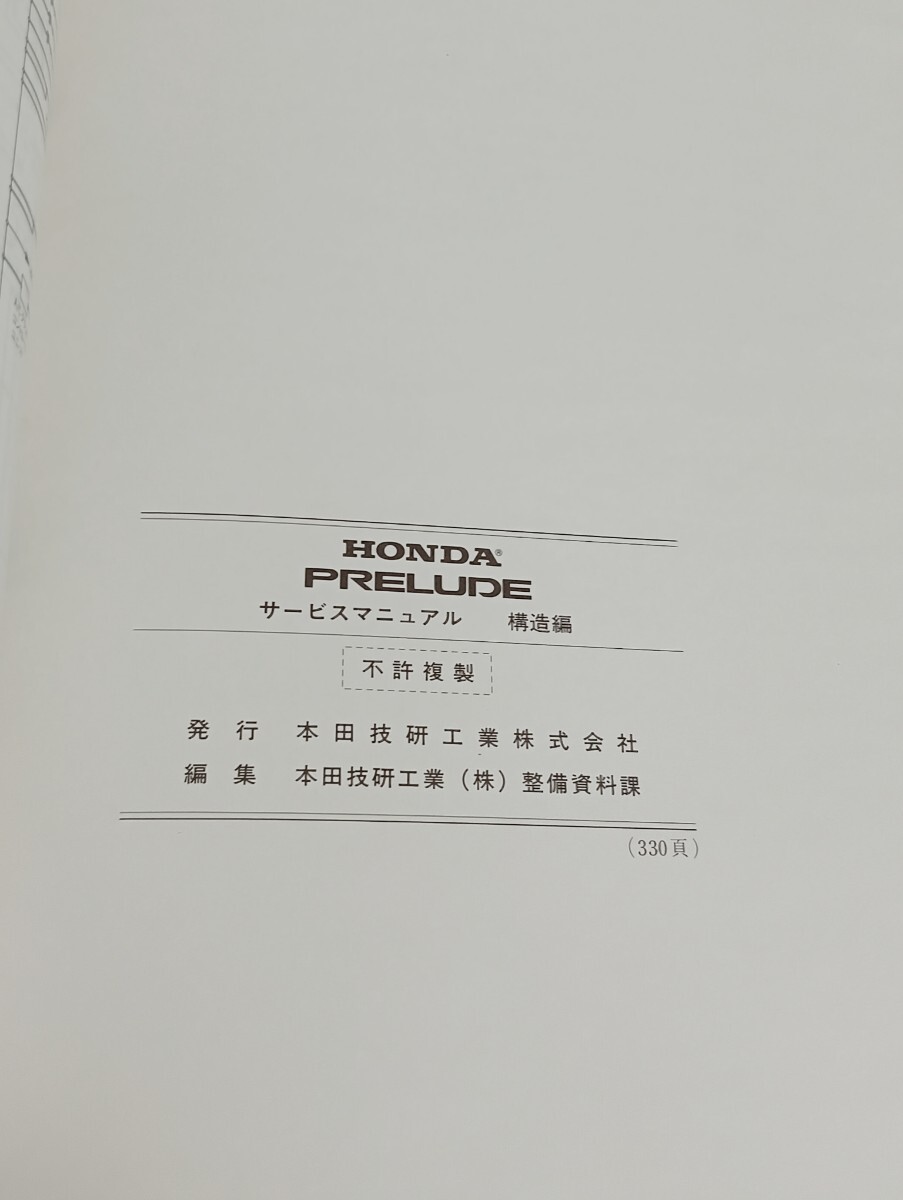 HONDA®
PRELUDE
サービスマニュアル 構造編
不許複製
発行 本田技研工業株式会社
編集 本田技研工業（株）整備資料課
（330頁）